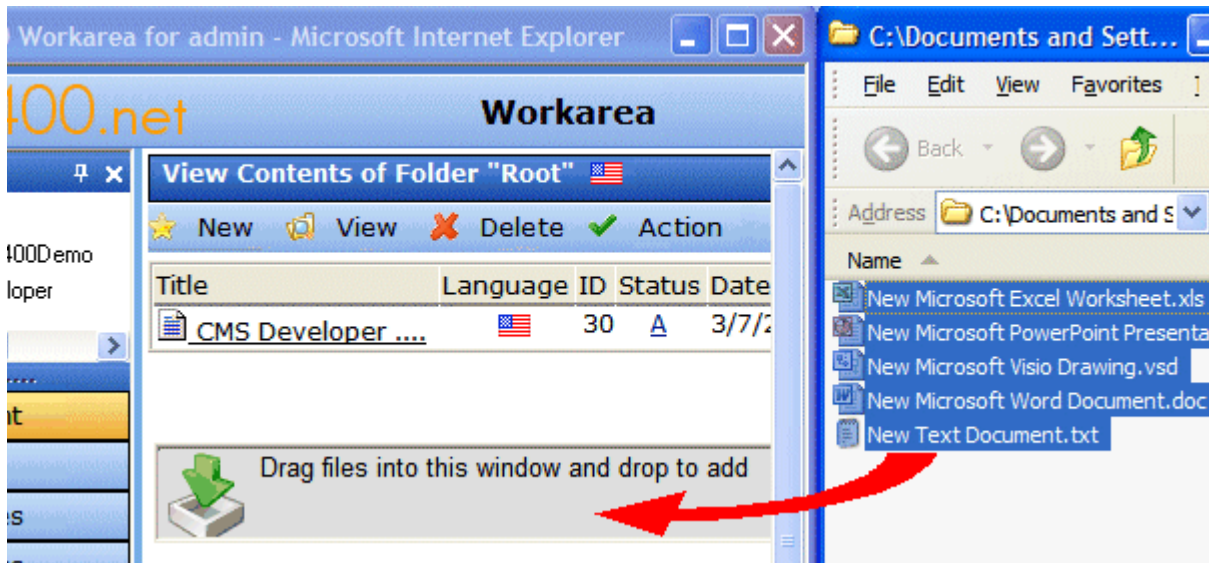 Workarea for admin - Microsoft Internet Explorer
400.net
Workarea
View Contents of Folder "Root"
New View Delete Action
400Demo
loper
Title Language ID Status Date
CMS Developer .... 30 A 3/7/2
Drag files into this window and drop to add
C:\Documents and Sett...
File Edit View Favorites
Back
Address C:\Documents and S
Name
New Microsoft Excel Worksheet.xls
New Microsoft PowerPoint Presenta
New Microsoft Visio Drawing.vsd
New Microsoft Word Document.doc
New Text Document.txt